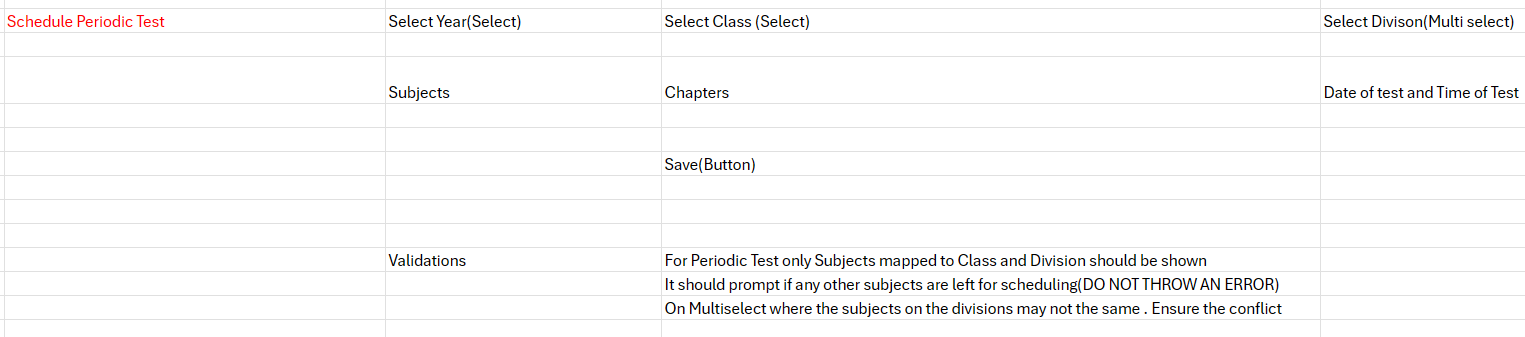 Schedule Periodic Test
Select Year(Select)
Select Class (Select)
Select Divison(Multi select)
Subjects
Chapters
Date of test and Time of Test
Save(Button)
Validations
For Periodic Test only Subjects mapped to Class and Division should be shown
It should prompt if any other subjects are left for scheduling(DO NOT THROW AN ERROR)
On Multiselect where the subjects on the divisions may not the same . Ensure the conflict